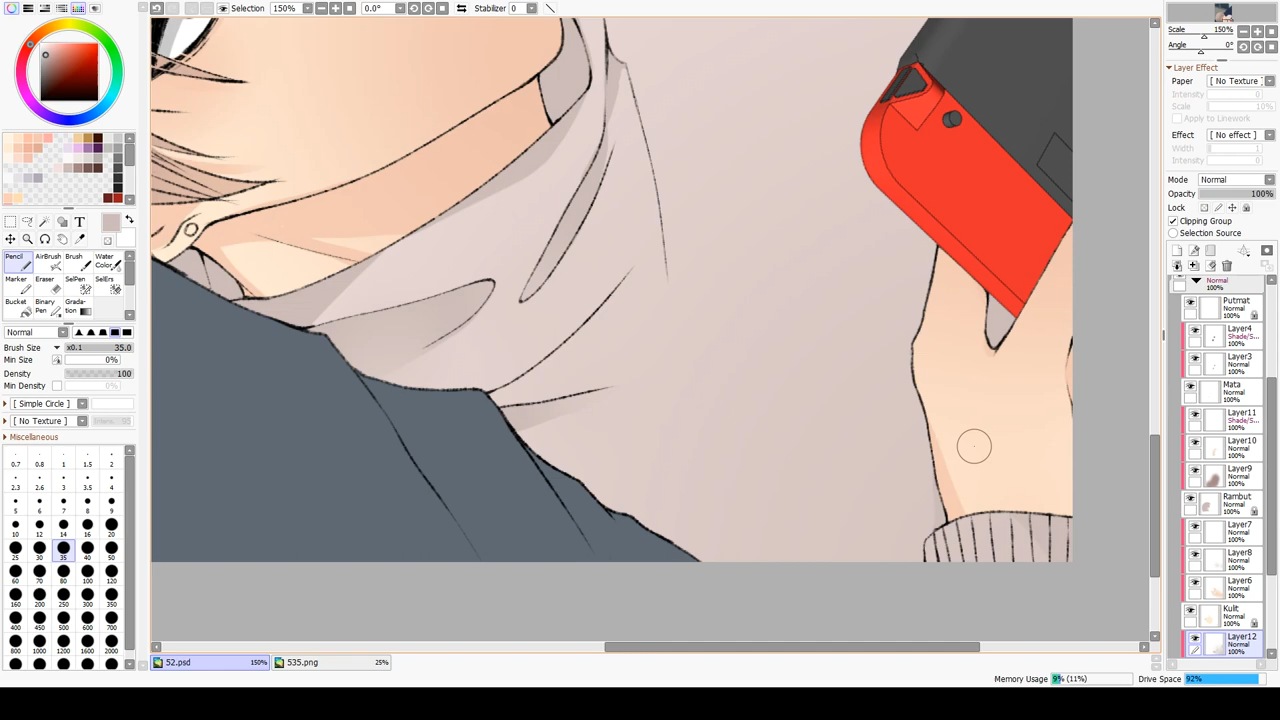 Selection 150% 0.0° Stabilizer 0
Scale 150%
Angle 0°
Layer Effect
Paper [ No Texture ]
Intensity 0
Scale 10%
Apply to Linework
Effect [ No effect ]
Width 1
Intensity
Mode Normal
Opacity 100%
Lock
Clipping Group
Selection Source
Normal
100%
Putmat
Normal
100%
Layer4
Shade/S...
100%
Layer3
Normal
100%
Mata
Normal
100%
Layer11
Shade/S...
100%
Layer10
Normal
100%
Layer9
Normal
100%
Rambut
Normal
100%
Layer7
Normal
100%
Layer8
Normal
100%
Layer6
Normal
100%
Kulit
Normal
100%
Layer12
Normal
100%
T
Pencil AirBrush Brush Water Color
Marker Eraser SelPen SelErs
Bucket Binary Pen Grada-tion
Normal
Brush Size x0.1 35.0
Min Size 0%
Density 100
Min Density 0%
[ Simple Circle ]
[ No Texture ]
Miscellaneous
0.7 0.8 1 1.5 2
2.3 2.6 3 3.5 4
5 6 7 8 9
10 12 14 16 20
25 30 35 40 50
60 70 80 100 120
160 200 250 300 350
400 450 500 600 700
800 1000 1200 1600 2000
52.psd 150% 535.png 25%
Memory Usage 9% (11%) Drive Space 92%